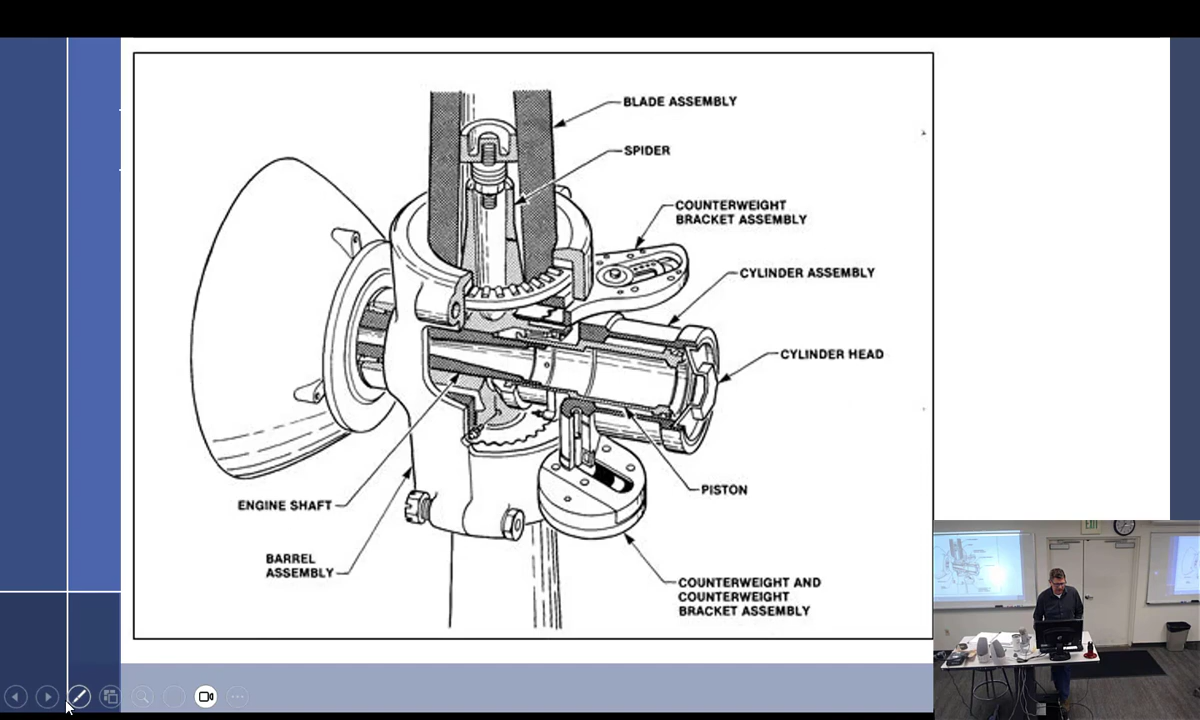 BLADE ASSEMBLY
SPIDER
COUNTERWEIGHT
BRACKET ASSEMBLY
CYLINDER ASSEMBLY
CYLINDER HEAD
PISTON
ENGINE SHAFT
BARREL
ASSEMBLY
COUNTERWEIGHT AND
COUNTERWEIGHT
BRACKET ASSEMBLY
EXIT